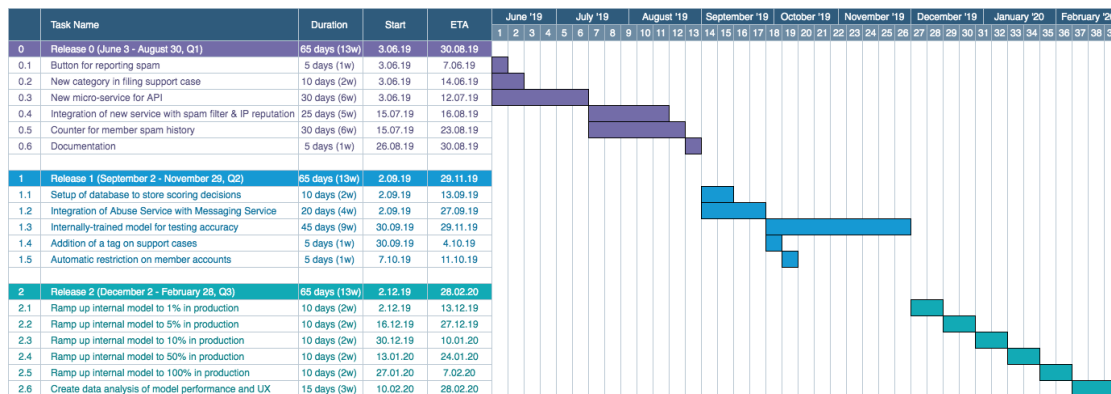 June '19 July '19 August '19 September '19 October '19 November '19 December '19 January '20
Task Name Duration Start ETA
1 2 3 4 5 6 7 8 9 10 11 12 13 14 15 16 17 18 19 20 21 22 23 24 25 26 27 28 29 30 31 32 33 34 35 36 37 38
0 Release 0 (June 3 - August 30, Q1) 65 days (13w) 3.06.19 30.08.19
0.1 Button for reporting spam 5 days (1w) 3.06.19 7.06.19
0.2 New category in filing support case 10 days (2w) 3.06.19 14.06.19
0.3 New micro-service for API 30 days (6w) 3.06.19 12.07.19
0.4 Integration of new service with spam filter & IP reputation 25 days (5w) 15.07.19 16.08.19
0.5 Counter for member spam history 30 days (6w) 15.07.19 23.08.19
0.6 Documentation 5 days (1w) 26.08.19 30.08.19
1 Release 1 (September 2 - November 29, Q2) 65 days (13w) 2.09.19 29.11.19
1.1 Setup of database to store scoring decisions 10 days (2w) 2.09.19 13.09.19
1.2 Integration of Abuse Service with Messaging Service 20 days (4w) 2.09.19 27.09.19
1.3 Internally-trained model for testing accuracy 45 days (9w) 30.09.19 29.11.19
1.4 Addition of a tag on support cases 5 days (1w) 30.09.19 4.10.19
1.5 Automatic restriction on member accounts 5 days (1w) 7.10.19 11.10.19
2 Release 2 (December 2 - February 28, Q3) 65 days (13w) 2.12.19 28.02.20
2.1 Ramp up internal model to 1% in production 10 days (2w) 2.12.19 13.12.19
2.2 Ramp up internal model to 5% in production 10 days (2w) 16.12.19 27.12.19
2.3 Ramp up internal model to 10% in production 10 days (2w) 30.12.19 10.01.20
2.4 Ramp up internal model to 50% in production 10 days (2w) 13.01.20 24.01.20
2.5 Ramp up internal model to 100% in production 10 days (2w) 27.01.20 7.02.20
2.6 Create data analysis of model performance and UX 15 days (3w) 10.02.20 28.02.20